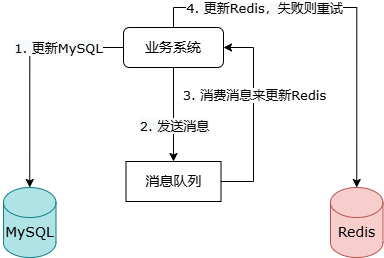 4. 更新Redis，失败则重试
1. 更新MySQL
业务系统
3. 消费消息来更新Redis
2. 发送消息
消息队列
MySQL
Redis